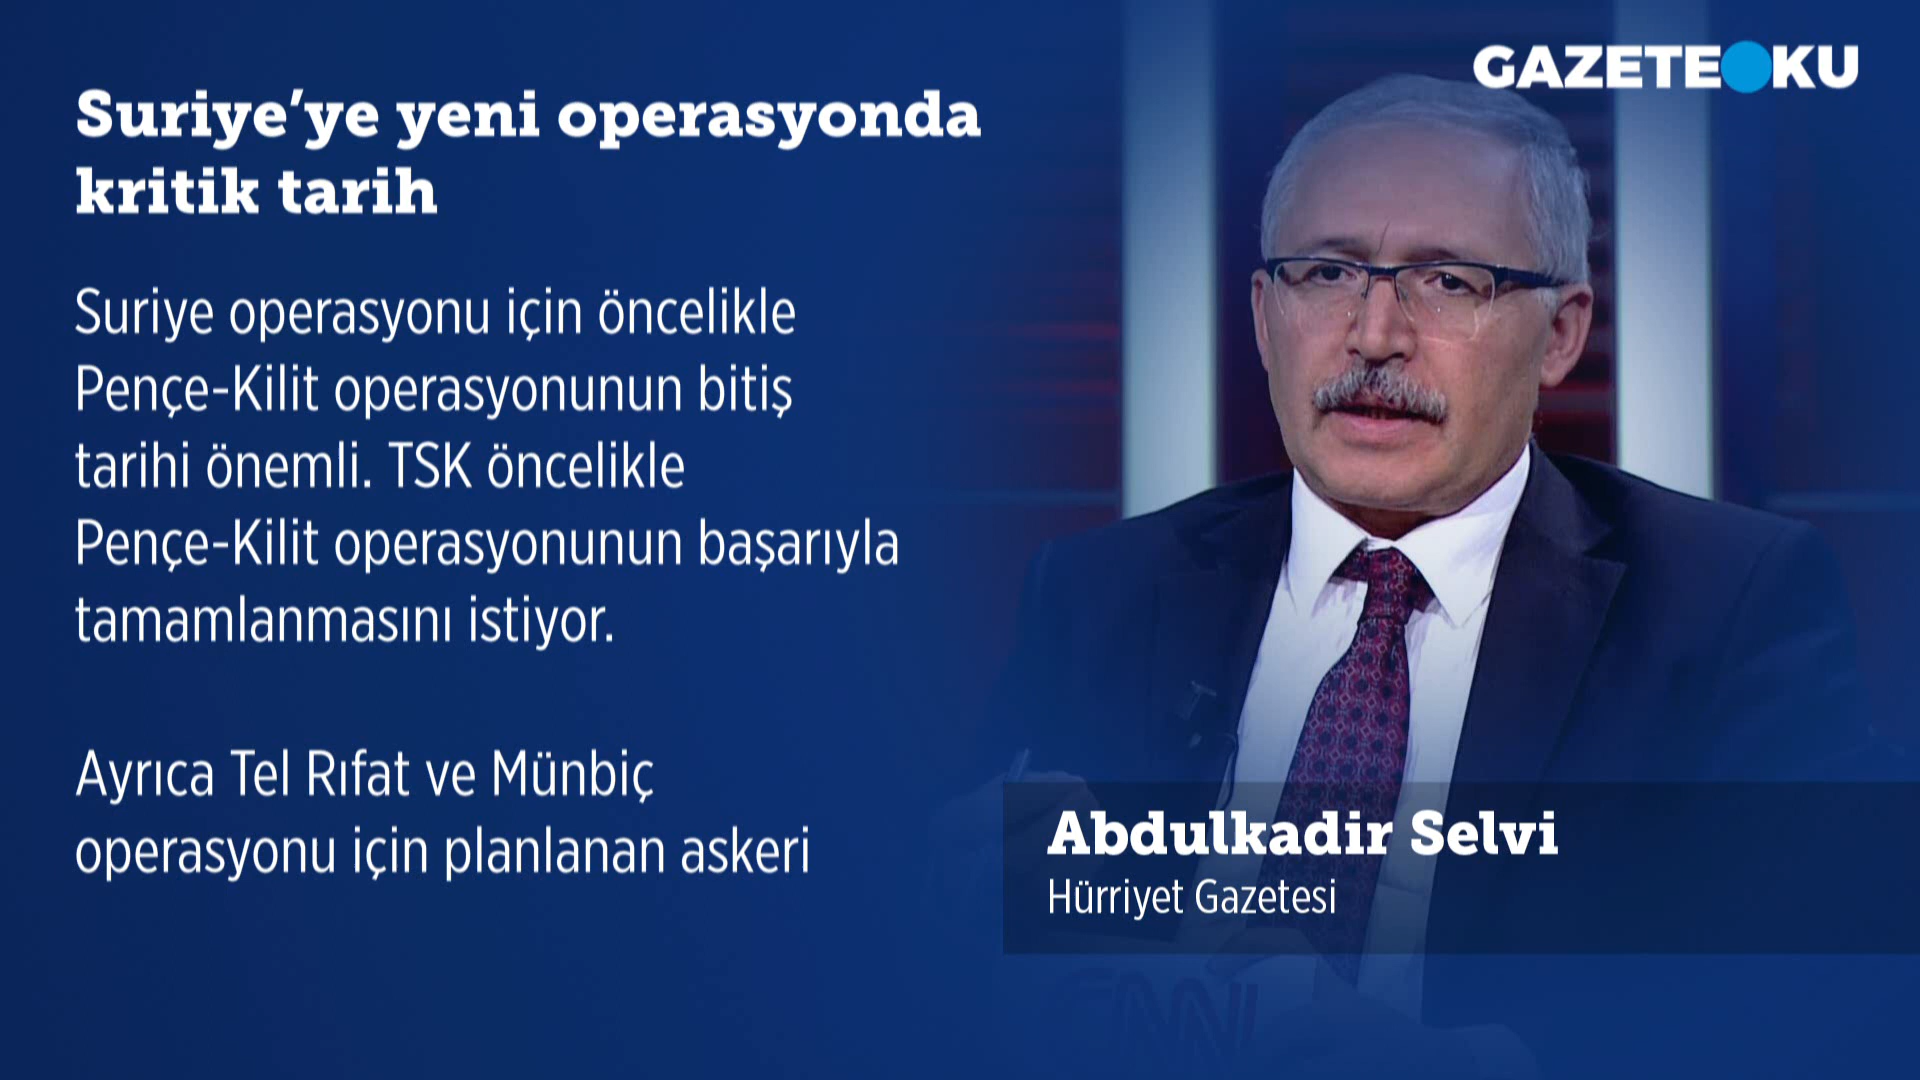 GAZETE OKU
Suriye’ye yeni operasyonda
kritik tarih
Suriye operasyonu için öncelikle
Pençe-Kilit operasyonunun bitiş
tarihi önemli. TSK öncelikle
Pençe-Kilit operasyonunun başarıyla
tamamlanmasını istiyor.
Ayrıca Tel Rıfat ve Münbiç
operasyonu için planlanan askeri
Abdulkadir Selvi
Hürriyet Gazetesi
CNN